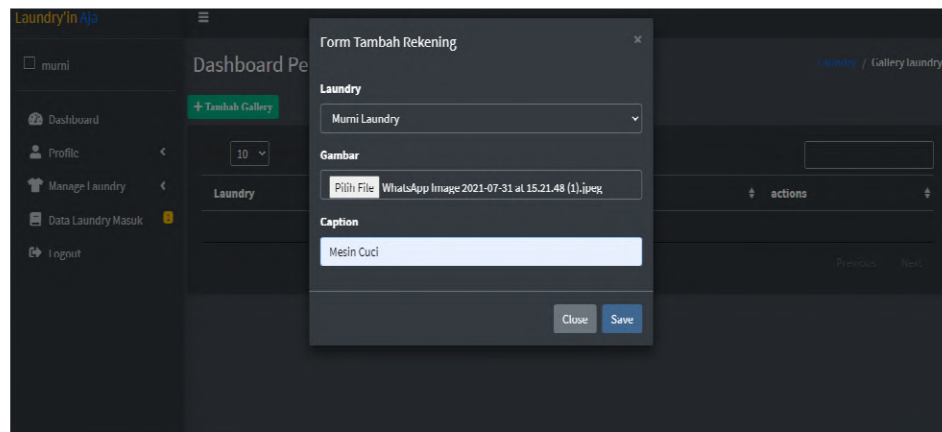 Laundry'in Aja
Form Tambah Rekening
×
murni
Dashboard Pe
Laundry / Gallery laundry
Laundry
+ Tambah Gallery
Murni Laundry
Dashboard
Profile
10
Gambar
Pilih File WhatsApp Image 2021-07-31 at 15.21.48 (1).jpeg
Manage Laundry
Laundry
actions
Data Laundry Masuk
Caption
Mesin Cuci
Logout
Previous Next
Close Save